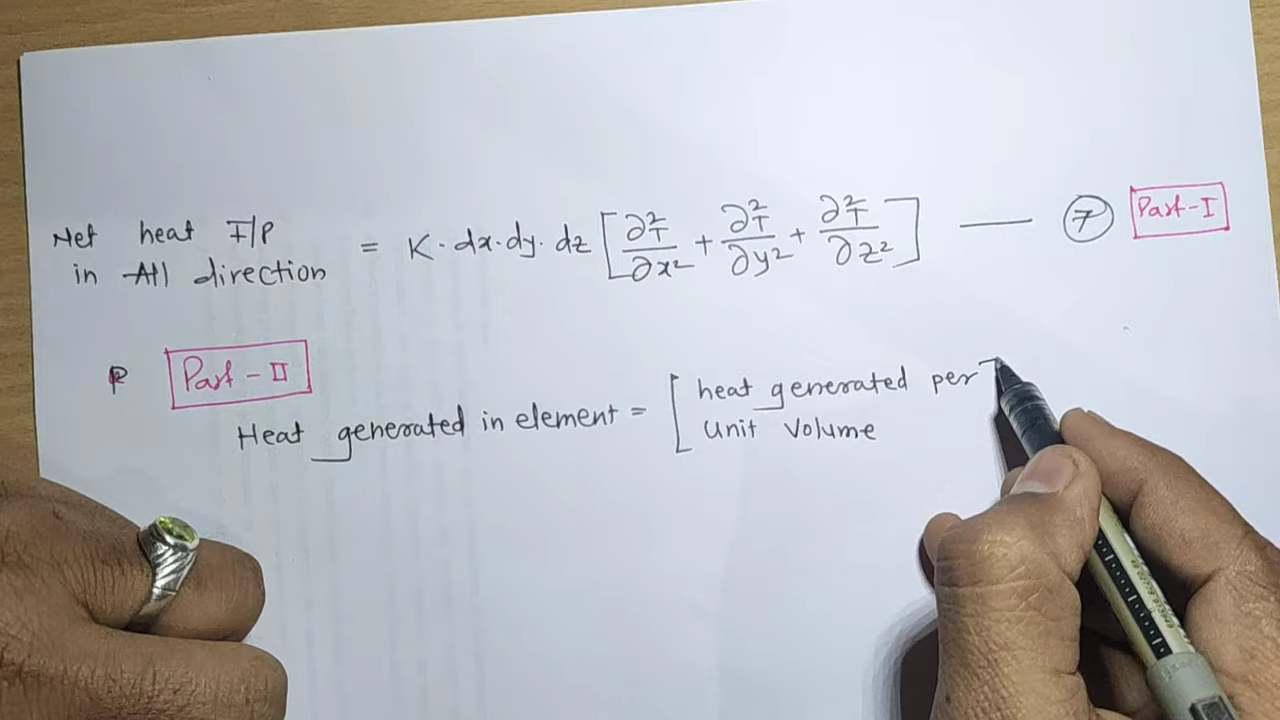 Net heat I/P
in All direction = K · dx · dy · dz [∂²T/∂x² + ∂²T/∂y² + ∂²T/∂z²] —— ⑦ Part-I
P Part-II
Heat generated in element = [heat generated per
unit volume